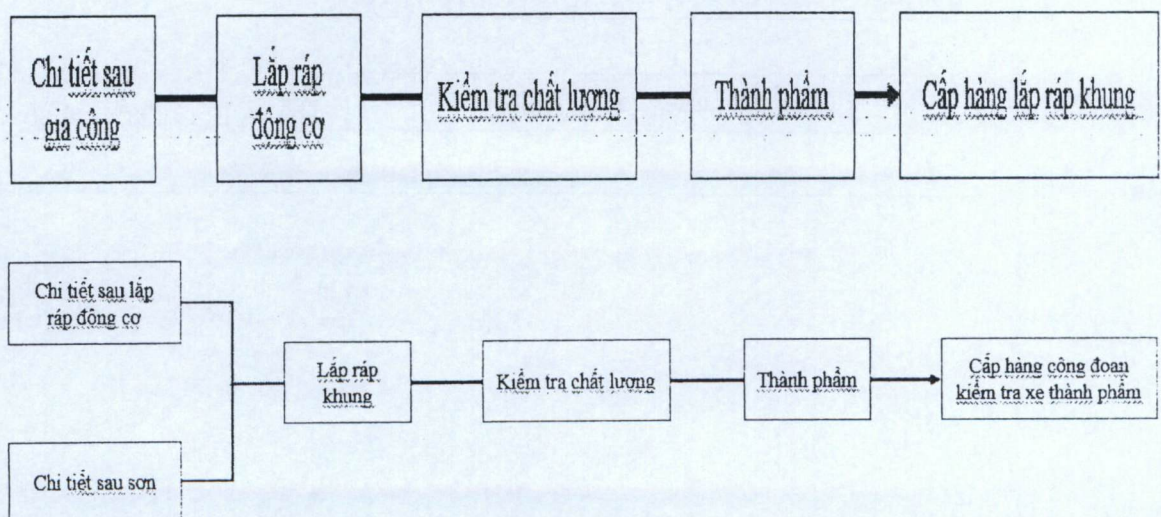 Chi tiết sau
gia công
Lắp ráp
động cơ
Kiểm tra chất lượng
Thành phẩm
Cấp hàng lắp ráp khung
Chi tiết sau lắp
ráp động cơ
Chi tiết sau sơn
Lắp ráp
khung
Kiểm tra chất lượng
Thành phẩm
Cấp hàng công đoan
kiểm tra xe thành phẩm